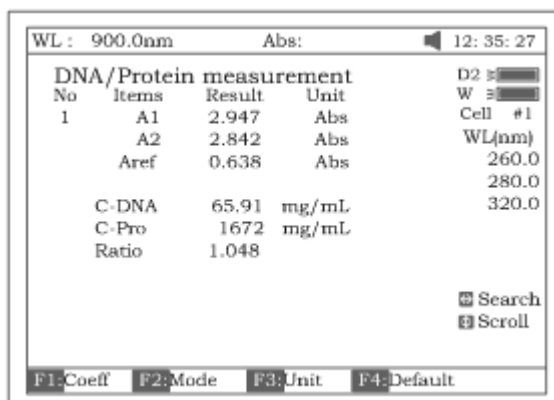 WL : 900.0nm Abs: 12: 35: 27
DNA/Protein measurement D2
No Items Result Unit W
1 A1 2.947 Abs Cell #1
A2 2.842 Abs WL(nm)
Aref 0.638 Abs 260.0
280.0
C-DNA 65.91 mg/mL 320.0
C-Pro 1672 mg/mL
Ratio 1.048
Search
Scroll
F1:Coeff F2:Mode F3:Unit F4:Default